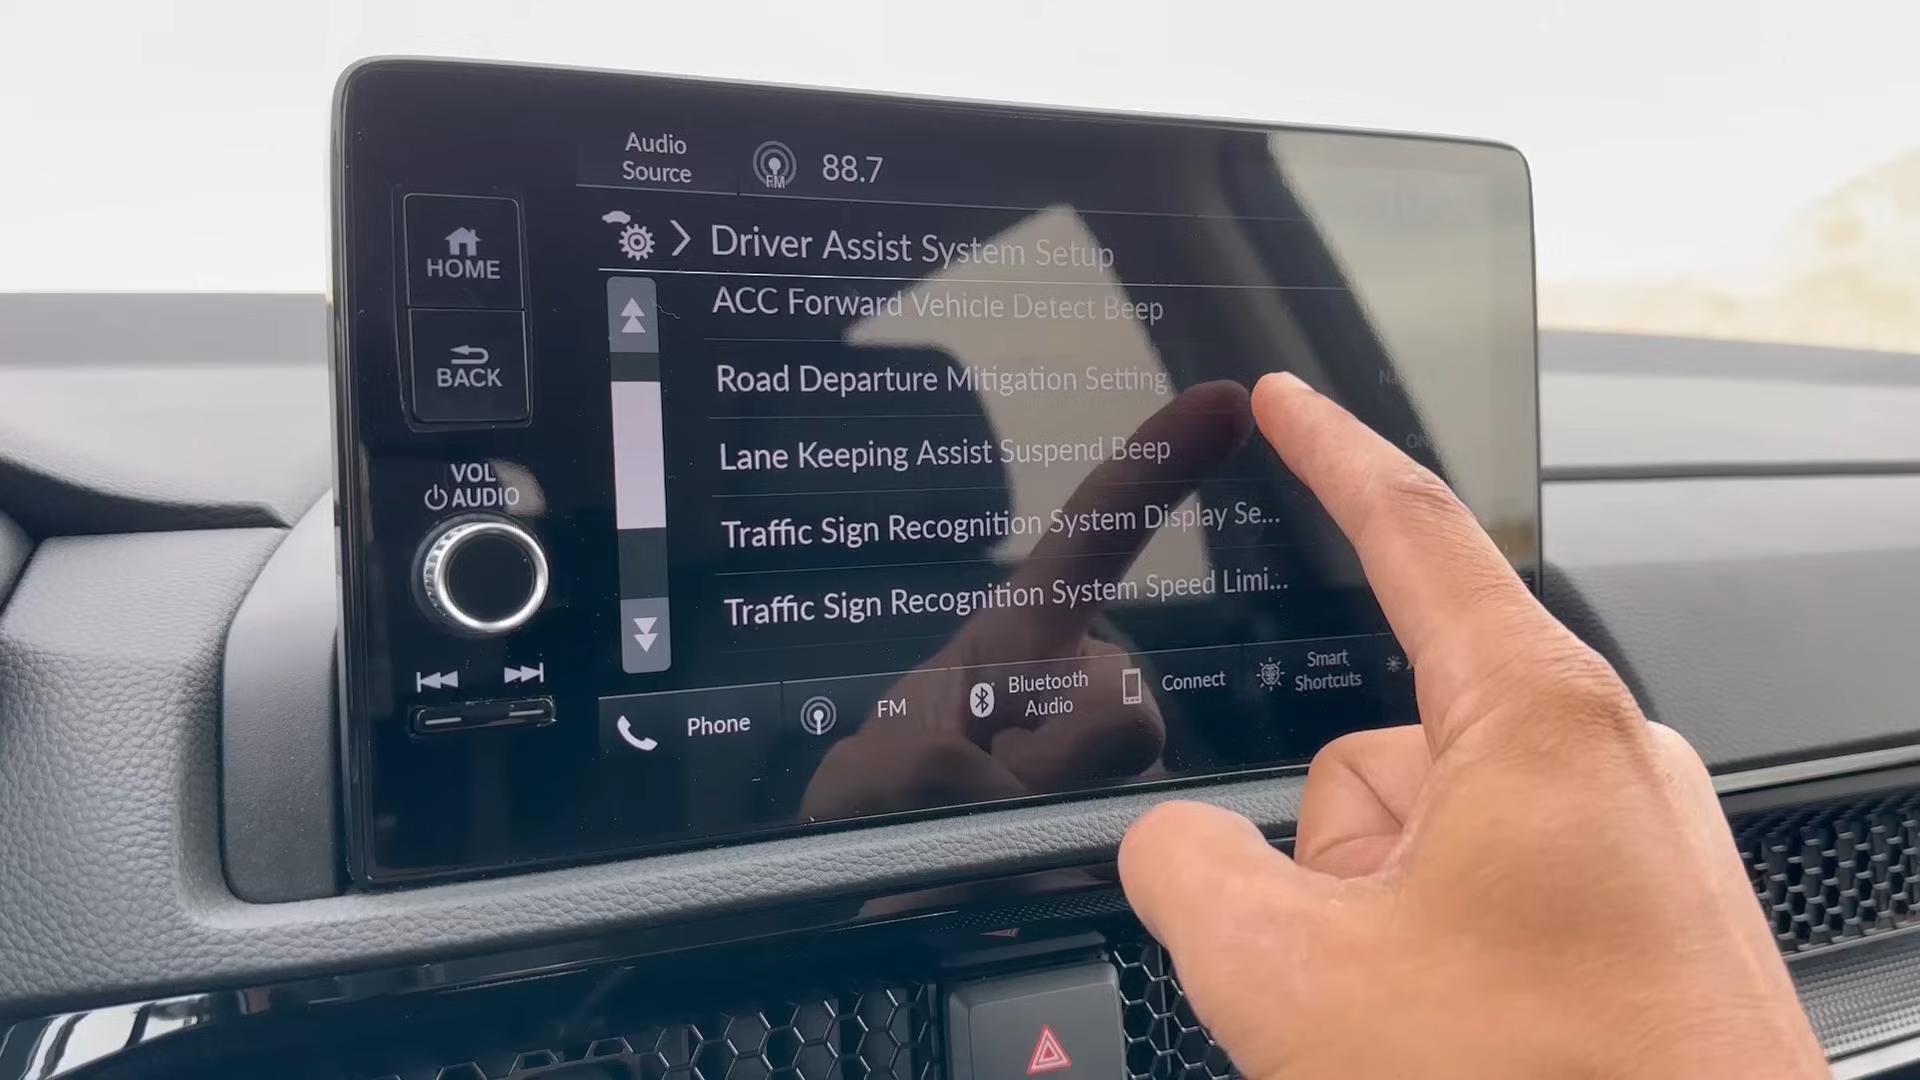 Audio
Source
FM
88.7
HOME
Driver Assist System Setup
ACC Forward Vehicle Detect Beep
BACK
Road Departure Mitigation Setting
Lane Keeping Assist Suspend Beep
VOL
AUDIO
Traffic Sign Recognition System Display Se...
Traffic Sign Recognition System Speed Limi...
Phone
FM
Bluetooth
Audio
Connect
Smart
Shortcuts